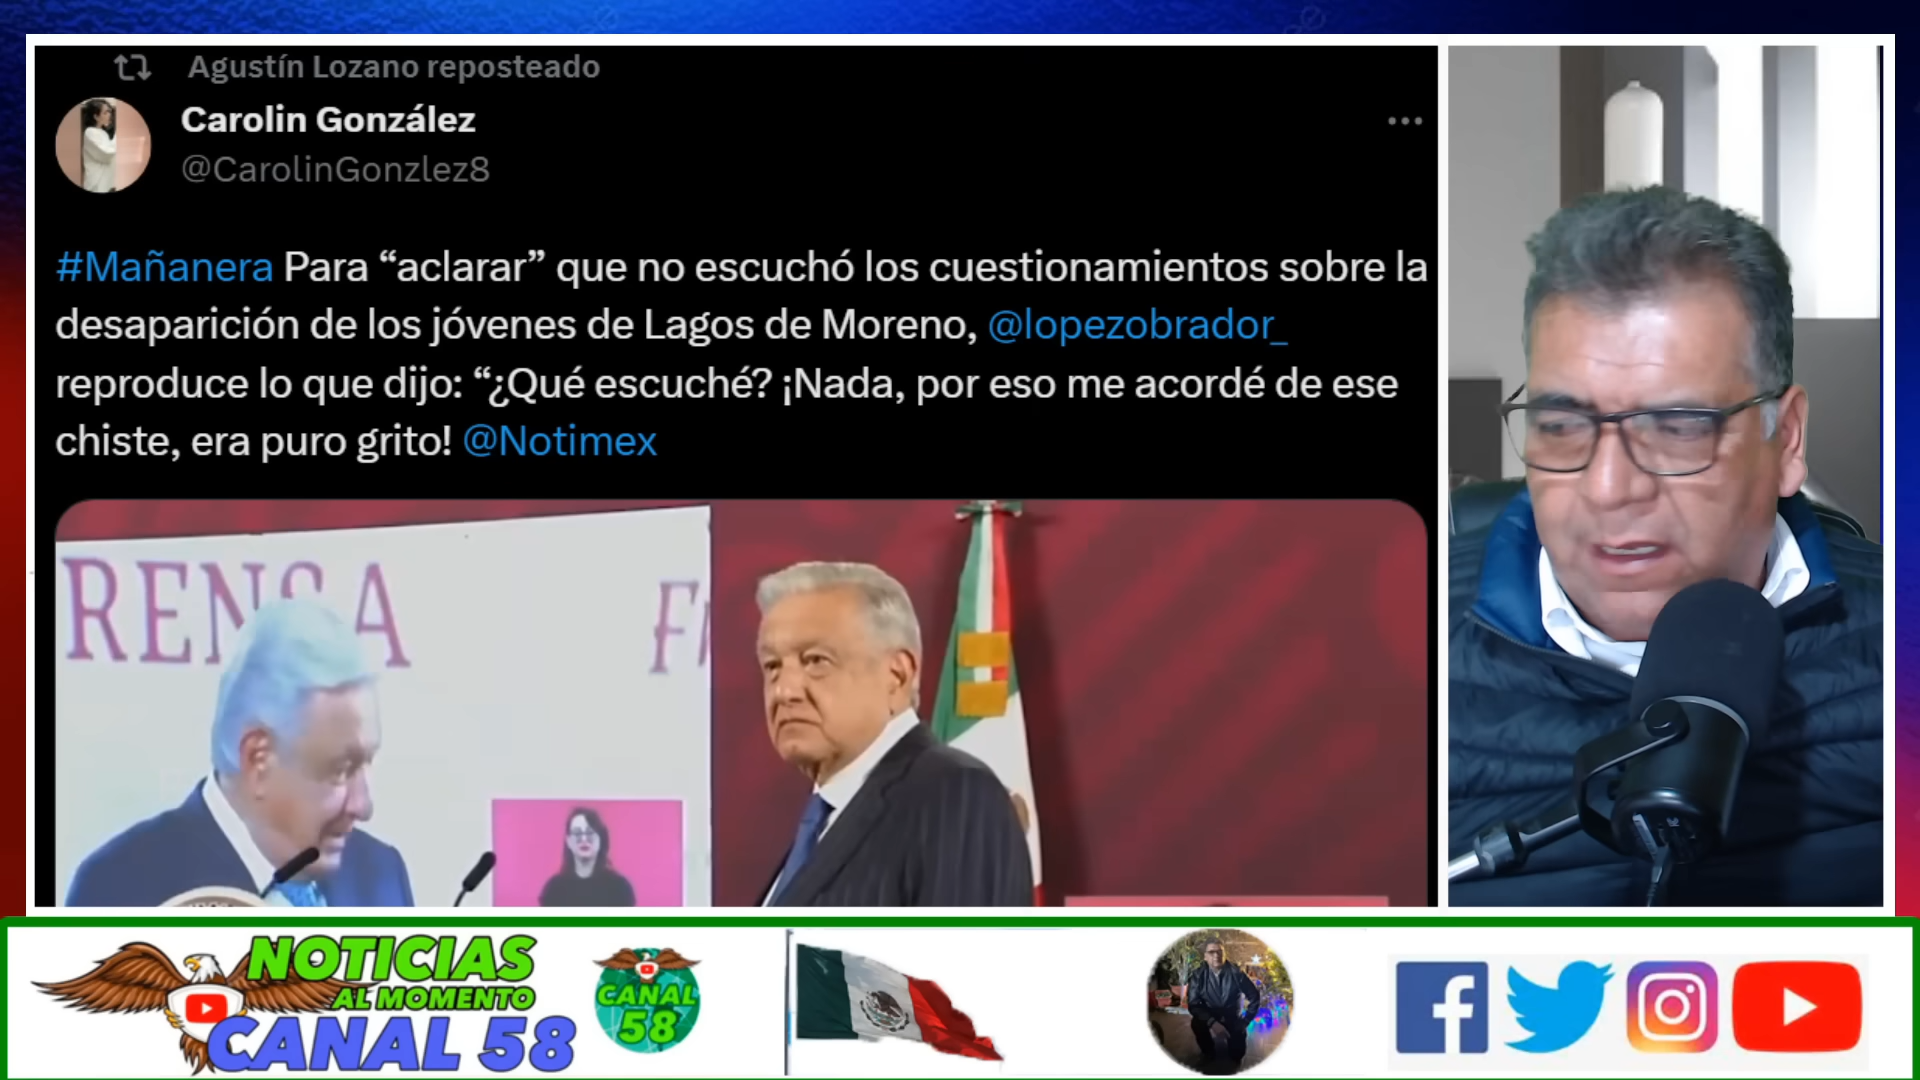 Agustín Lozano reposteado
Carolin González
@CarolinGonzlez8
#Mañanera Para “aclarar” que no escuchó los cuestionamientos sobre la
desaparición de los jóvenes de Lagos de Moreno, @lopezobrador_
reproduce lo que dijo: “¿Qué escuché? ¡Nada, por eso me acordé de ese
chiste, era puro grito! @Notimex
RENSA
NOTICIAS
AL MOMENTO
CANAL 58
CANAL
58